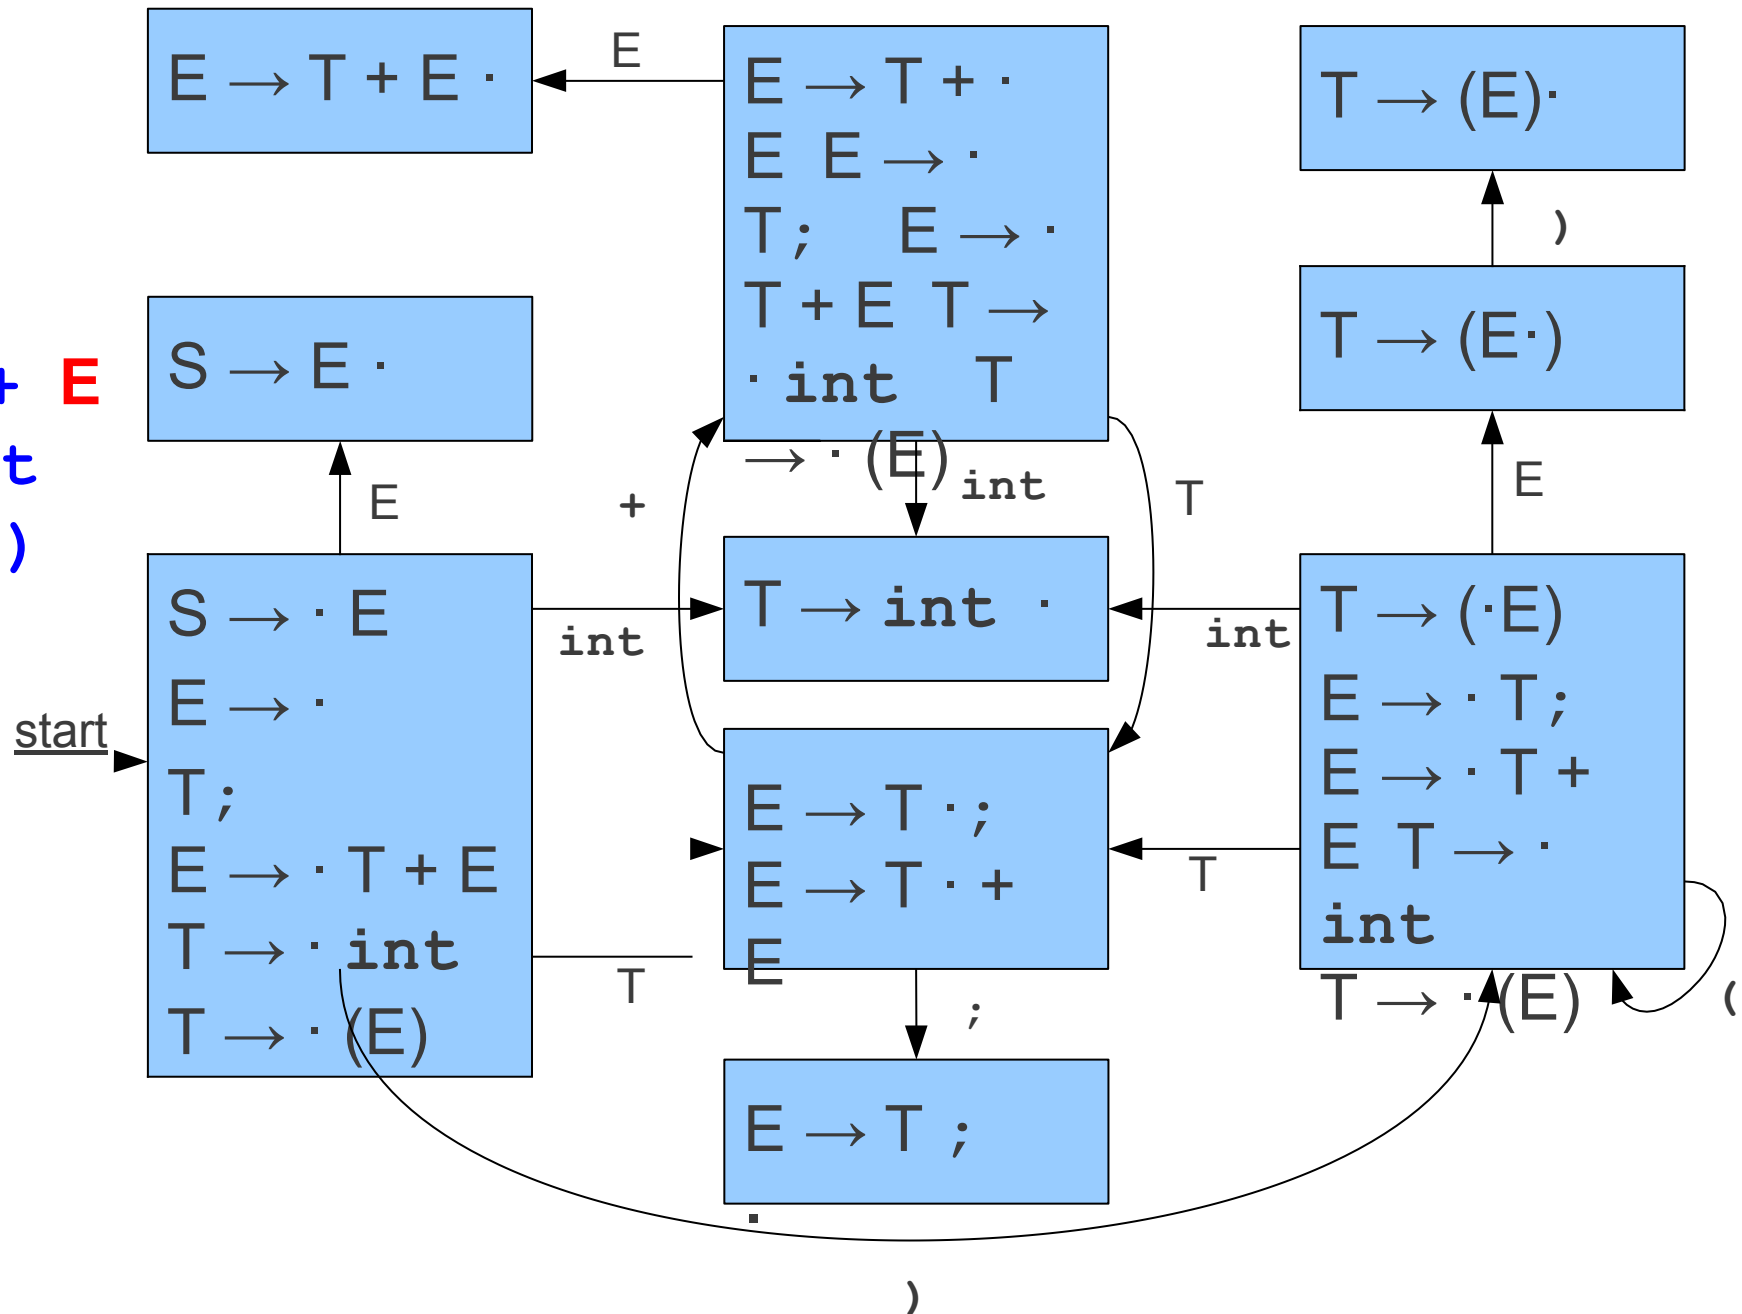 E → T + E ·
E
E → T + ·
E E → ·
T; E → ·
T + E T →
· int T
→ · (E)
T → (E)·
)
T → (E·)
S → E ·
+ E
t
)
E
+
int
T
E
S → · E
E → ·
T;
E → · T + E
T → · int
T → · (E)
start
int
T → int ·
int
T → (·E)
E → · T;
E → · T +
E T → ·
int
T → · (E)
E → T ·;
E → T · +
E
T
T
;
(
E → T ;
·
)